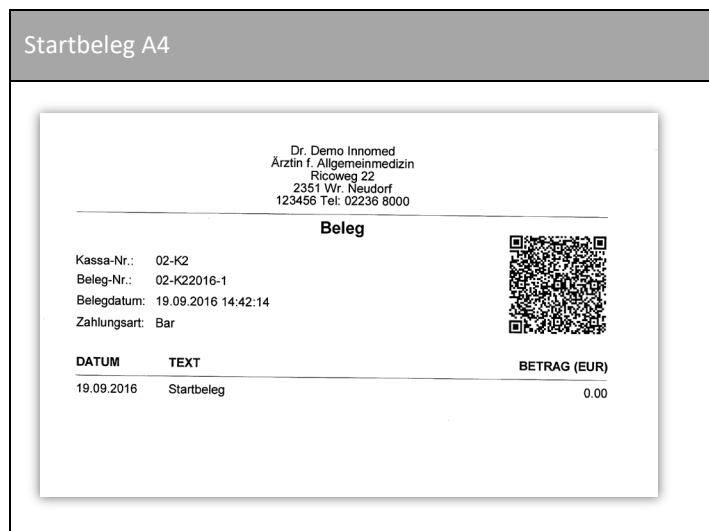 Startbeleg A4
Dr. Demo Innomed
Ärztin f. Allgemeinmedizin
Ricoweg 22
2351 Wr. Neudorf
123456 Tel: 02236 8000
Beleg
Kassa-Nr.: 02-K2
Beleg-Nr.: 02-K22016-1
Belegdatum: 19.09.2016 14:42:14
Zahlungsart: Bar
DATUM TEXT BETRAG (EUR)
19.09.2016 Startbeleg 0.00